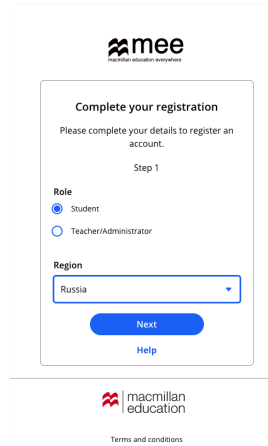 mee
macmillan education everywhere
Complete your registration
Please complete your details to register an
account.
Step 1
Role
Student
Teacher/Administrator
Region
Russia
Next
Help
macmillan
education
Terms and conditions